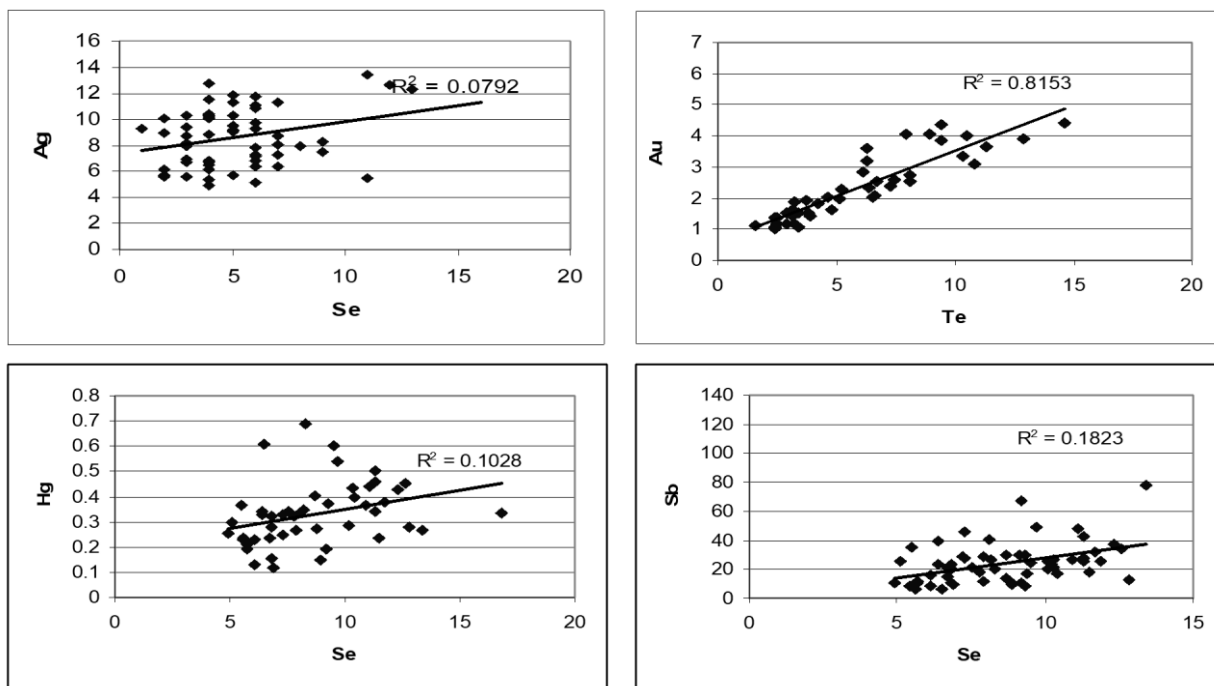 16
14
12
10
8
6
4
2
0
Ag
R² = 0.0792
0 5 10 15 20
Se
7
6
5
4
3
2
1
0
Au
R² = 0.8153
0 5 10 15 20
Te
0.8
0.7
0.6
0.5
0.4
0.3
0.2
0.1
0
Hg
R² = 0.1028
0 5 10 15 20
Se
140
120
100
80
60
40
20
0
Sb
R² = 0.1823
0 5 10 15
Se